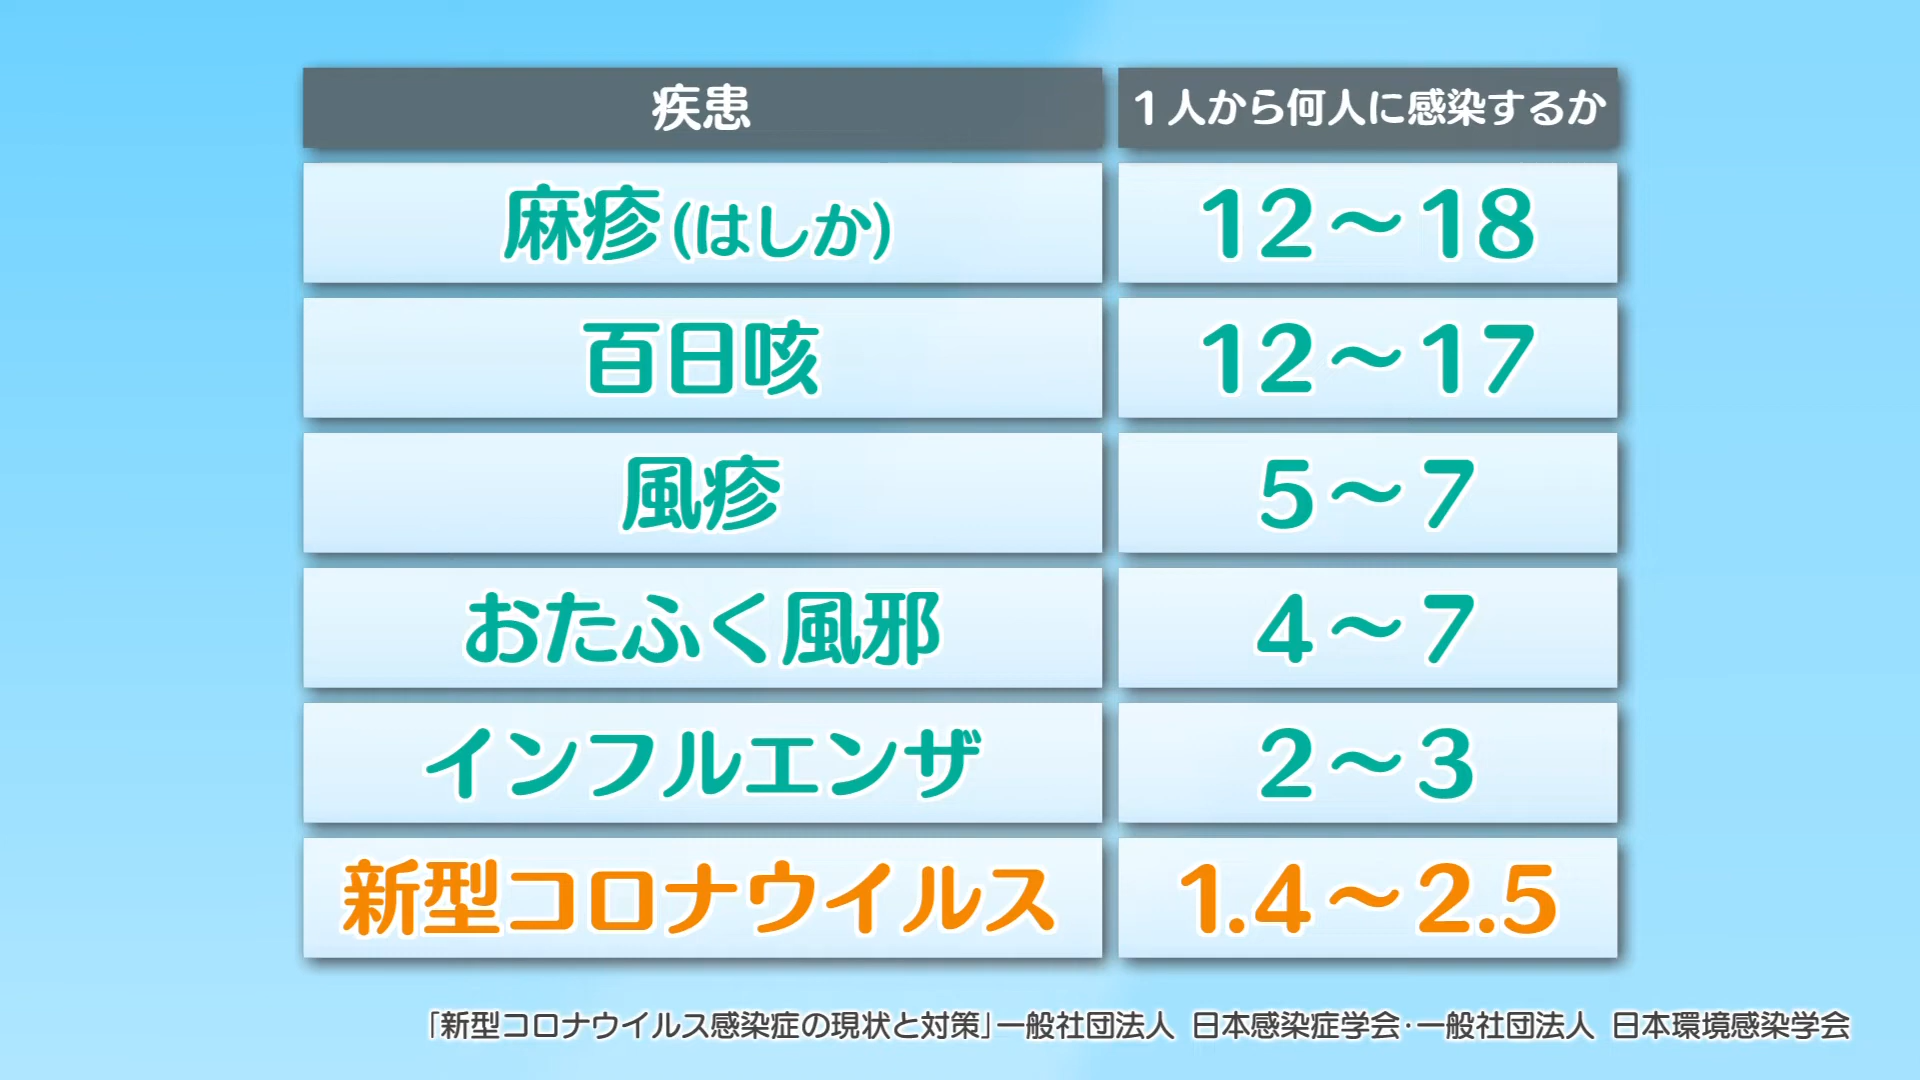 疾患 1人から何人に感染するか
麻疹(はしか) 12〜18
百日咳 12〜17
風疹 5〜7
おたふく風邪 4〜7
インフルエンザ 2〜3
新型コロナウイルス 1.4〜2.5
「新型コロナウイルス感染症の現状と対策」一般社団法人 日本感染症学会・一般社団法人 日本環境感染学会